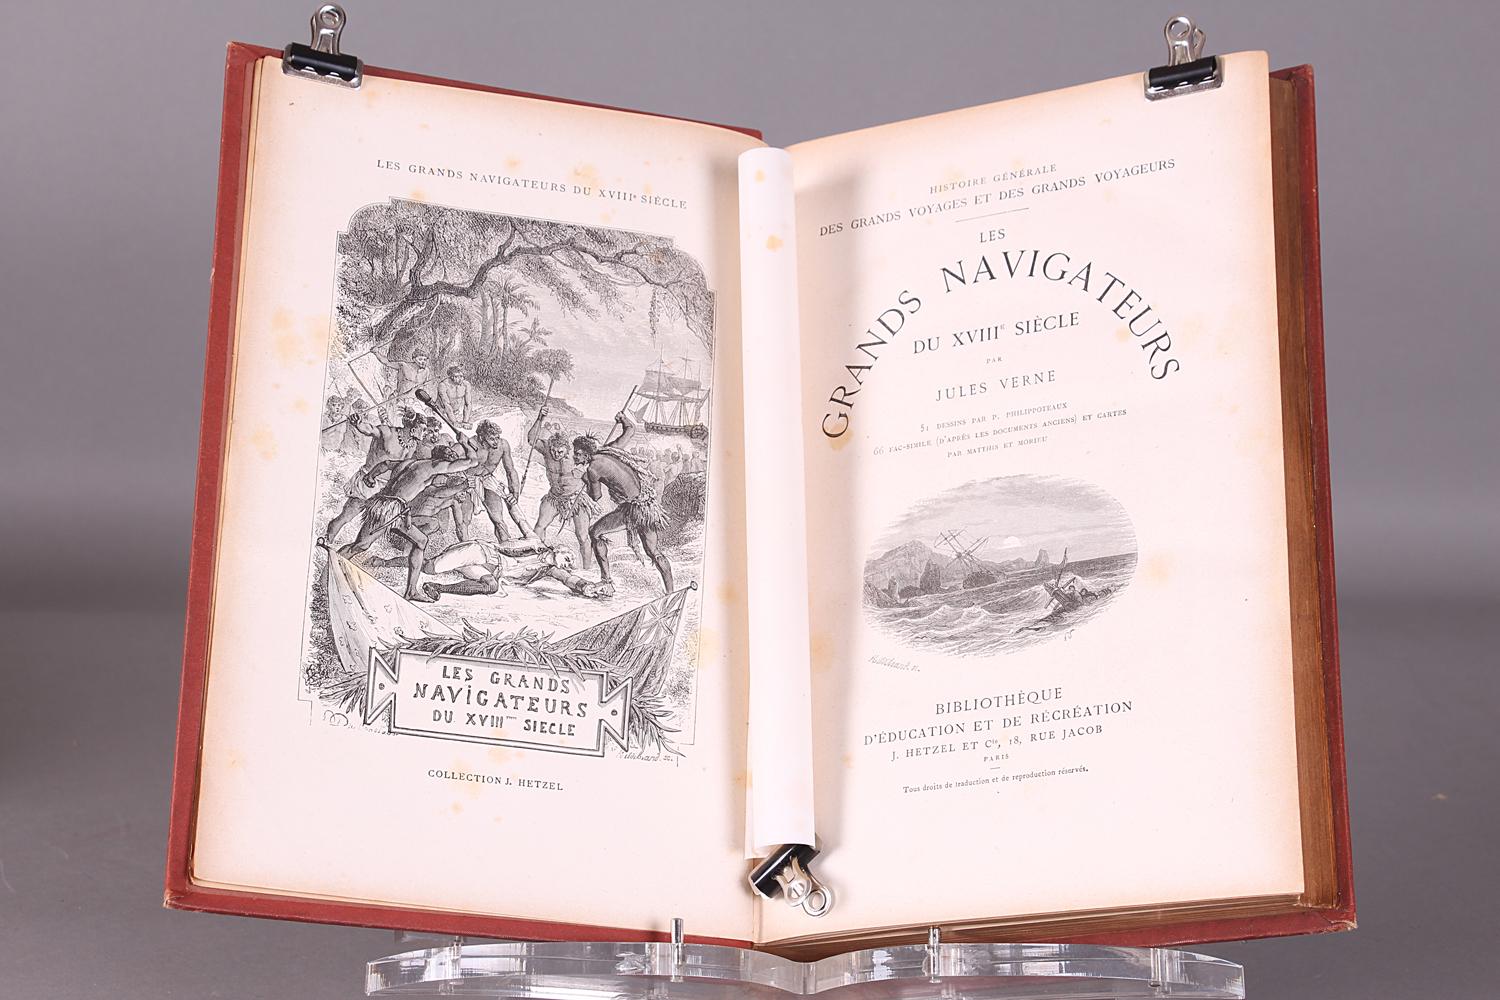 LES GRANDS NAVIGATEURS DU XVIIIe SIÈCLE
LES GRANDS
NAVIGATEURS
DU XVIIIème SIECLE
COLLECTION J. HETZEL
HISTOIRE GÉNÉRALE
DES GRANDS VOYAGES ET DES GRANDS VOYAGEURS
LES
GRANDS NAVIGATEURS
DU XVIIIE SIÈCLE
PAR
JULES VERNE
51 DESSINS PAR P. PHILIPPOTEAUX
66 FAC-SIMILE (D'APRÈS LES DOCUMENTS ANCIENS) ET CARTES
PAR MATTHIS ET MORIEU
BIBLIOTHÈQUE
D'ÉDUCATION ET DE RÉCRÉATION
J. HETZEL ET Cie, 18, RUE JACOB
PARIS
Tous droits de traduction et de reproduction réservés.